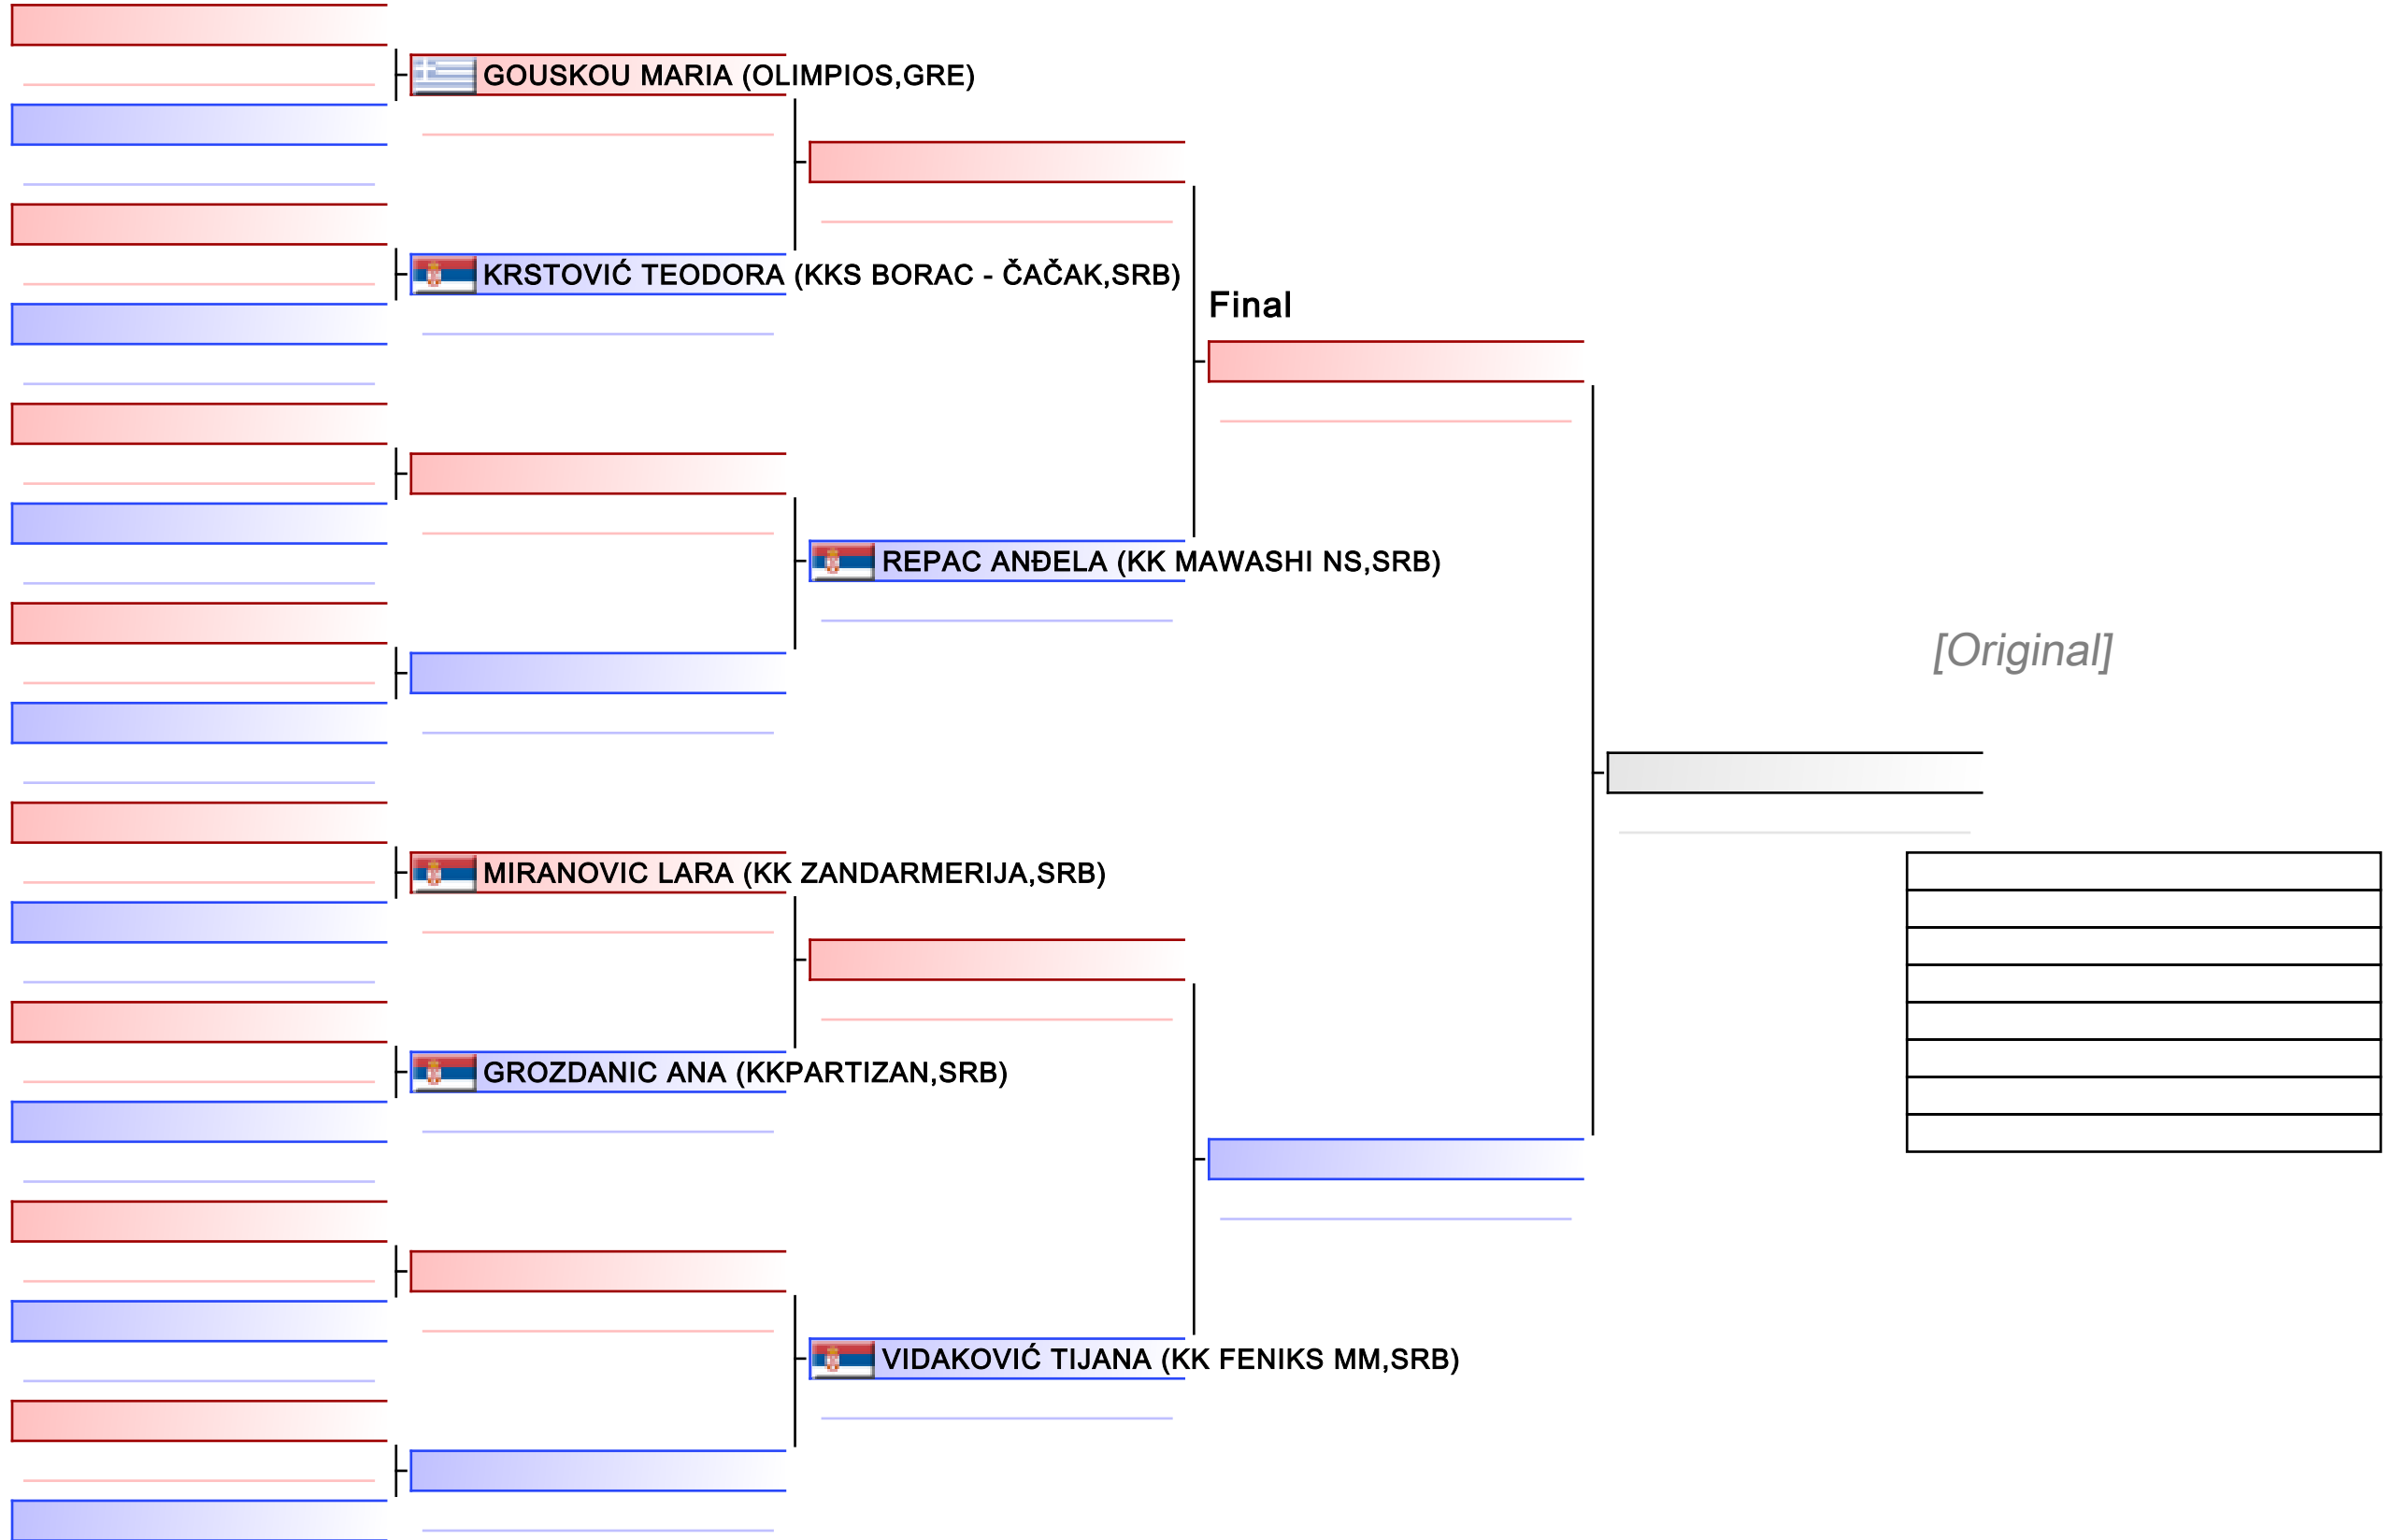 GOUSKOU MARIA (OLIMPIOS,GRE)
KRSTOVIĆ TEODORA (KKS BORAC - ČAČAK,SRB)
Final
REPAC ANĐELA (KK MAWASHI NS,SRB)
[Original]
MIRANOVIC LARA (KK ZANDARMERIJA,SRB)
GROZDANIC ANA (KKPARTIZAN,SRB)
VIDAKOVIĆ TIJANA (KK FENIKS MM,SRB)